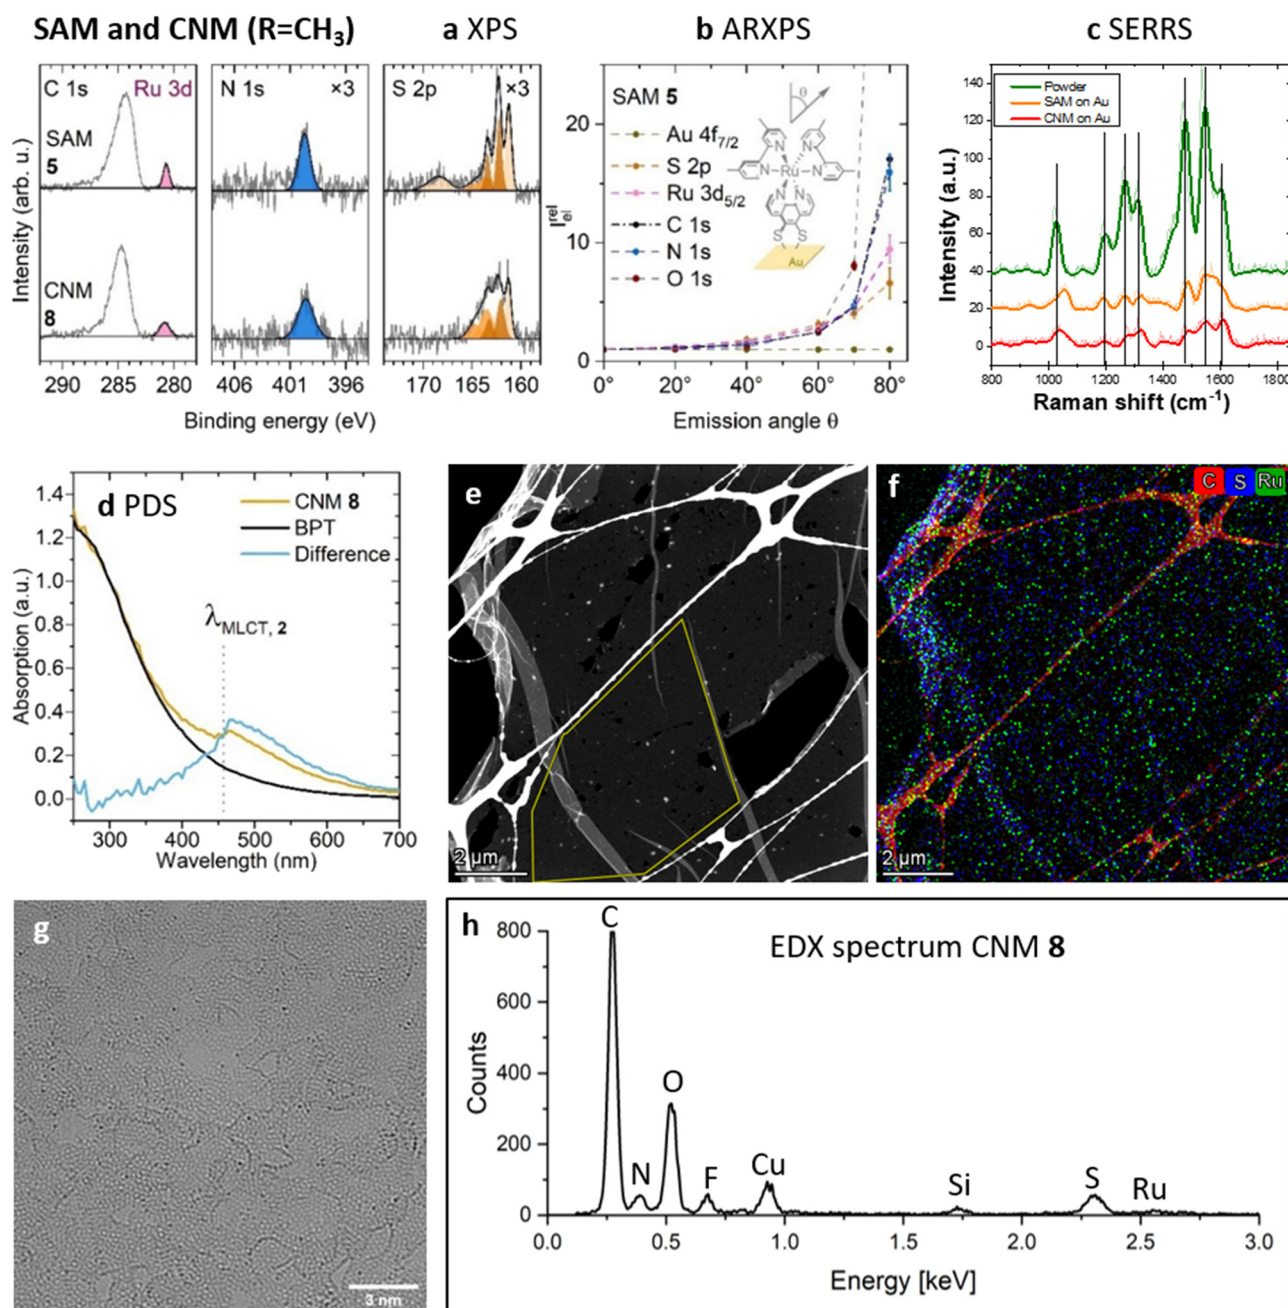 SAM and CNM (R=CH₃)
a XPS
b ARXPS
c SERRS
C 1s
Ru 3d
SAM
5
CNM
8
Intensity (arb. u.)
290
285
280
N 1s
×3
406
401
396
S 2p
×3
170
165
160
Binding energy (eV)
SAM 5
Au 4f₇/₂
S 2p
Ru 3d₅/₂
C 1s
N 1s
O 1s
θ
N
N
N
N
Ru
N
N
S
S
Au
I_el^rel
20
10
0
0°
20°
40°
60°
80°
Emission angle θ
Powder
SAM on Au
CNM on Au
Intensity (a.u.)
140
120
100
80
60
40
20
0
800
1000
1200
1400
1600
1800
Raman shift (cm⁻¹)
d PDS
CNM 8
BPT
Difference
λMLCT, 2
Absorption (a.u.)
1.4
1.2
1.0
0.8
0.6
0.4
0.2
0.0
300
400
500
600
700
Wavelength (nm)
e
2 µm
f
C
S
Ru
2 µm
g
3 nm
h
EDX spectrum CNM 8
C
N
O
F
Cu
Si
S
Ru
Counts
800
600
400
200
0
0.0
0.5
1.0
1.5
2.0
2.5
3.0
Energy [keV]